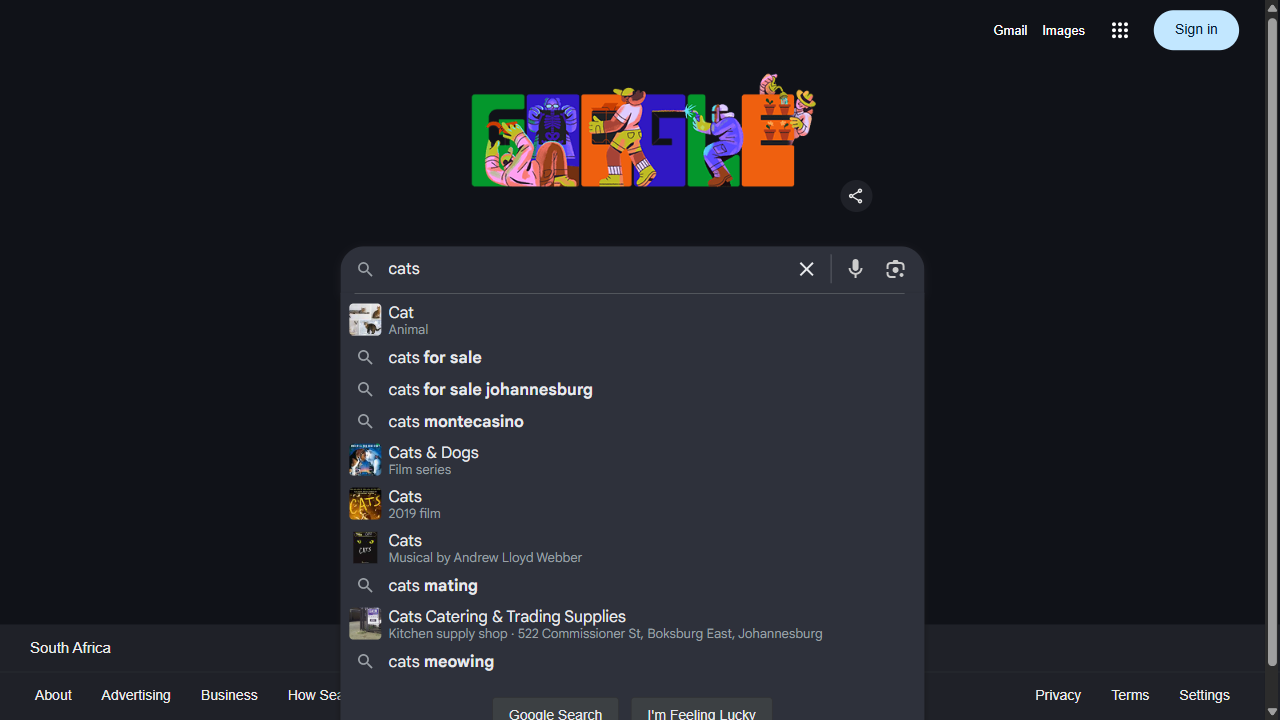 Gmail Images Sign in
cats
Cat
Animal
cats for sale
cats for sale johannesburg
cats montecasino
Cats & Dogs
Film series
Cats
2019 film
Cats
Musical by Andrew Lloyd Webber
cats mating
Cats Catering & Trading Supplies
Kitchen supply shop · 522 Commissioner St, Boksburg East, Johannesburg
cats meowing
Google Search I'm Feeling Lucky
South Africa
About Advertising Business How Sea Privacy Terms Settings